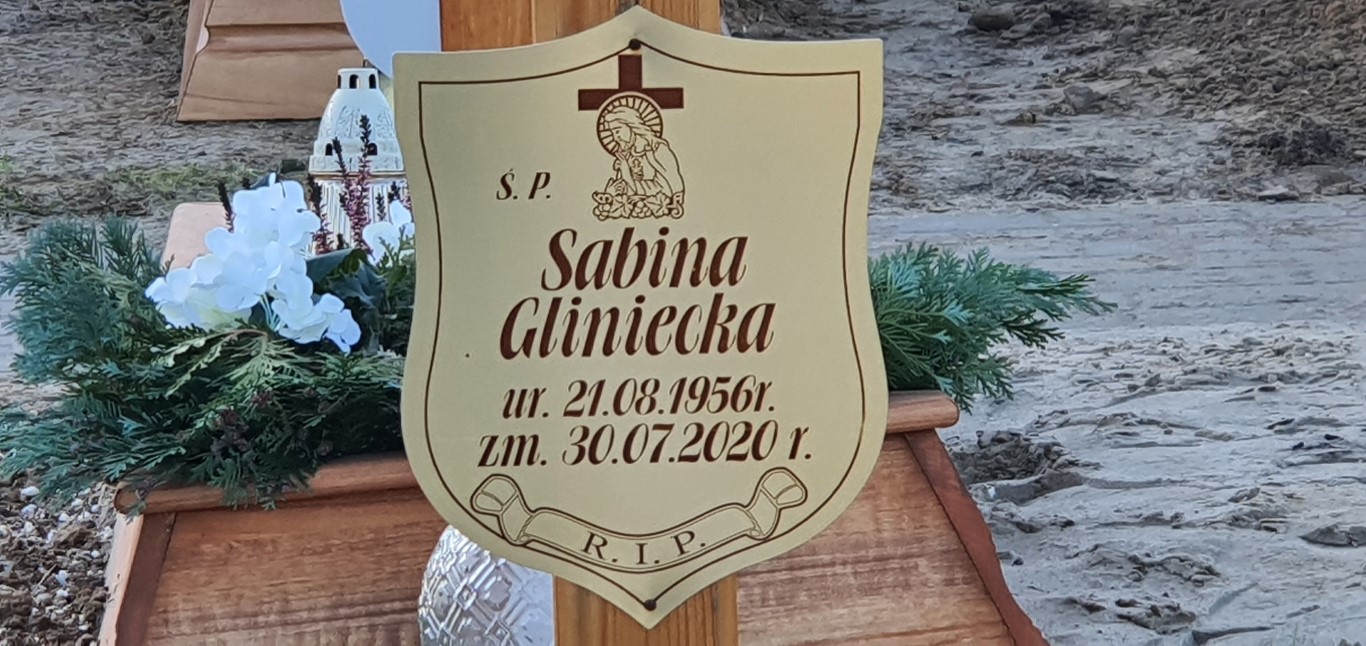 Ś. P.
Sabina
Gliniecka
ur. 21.08.1956r.
zm. 30.07.2020 r.
R. I. P.